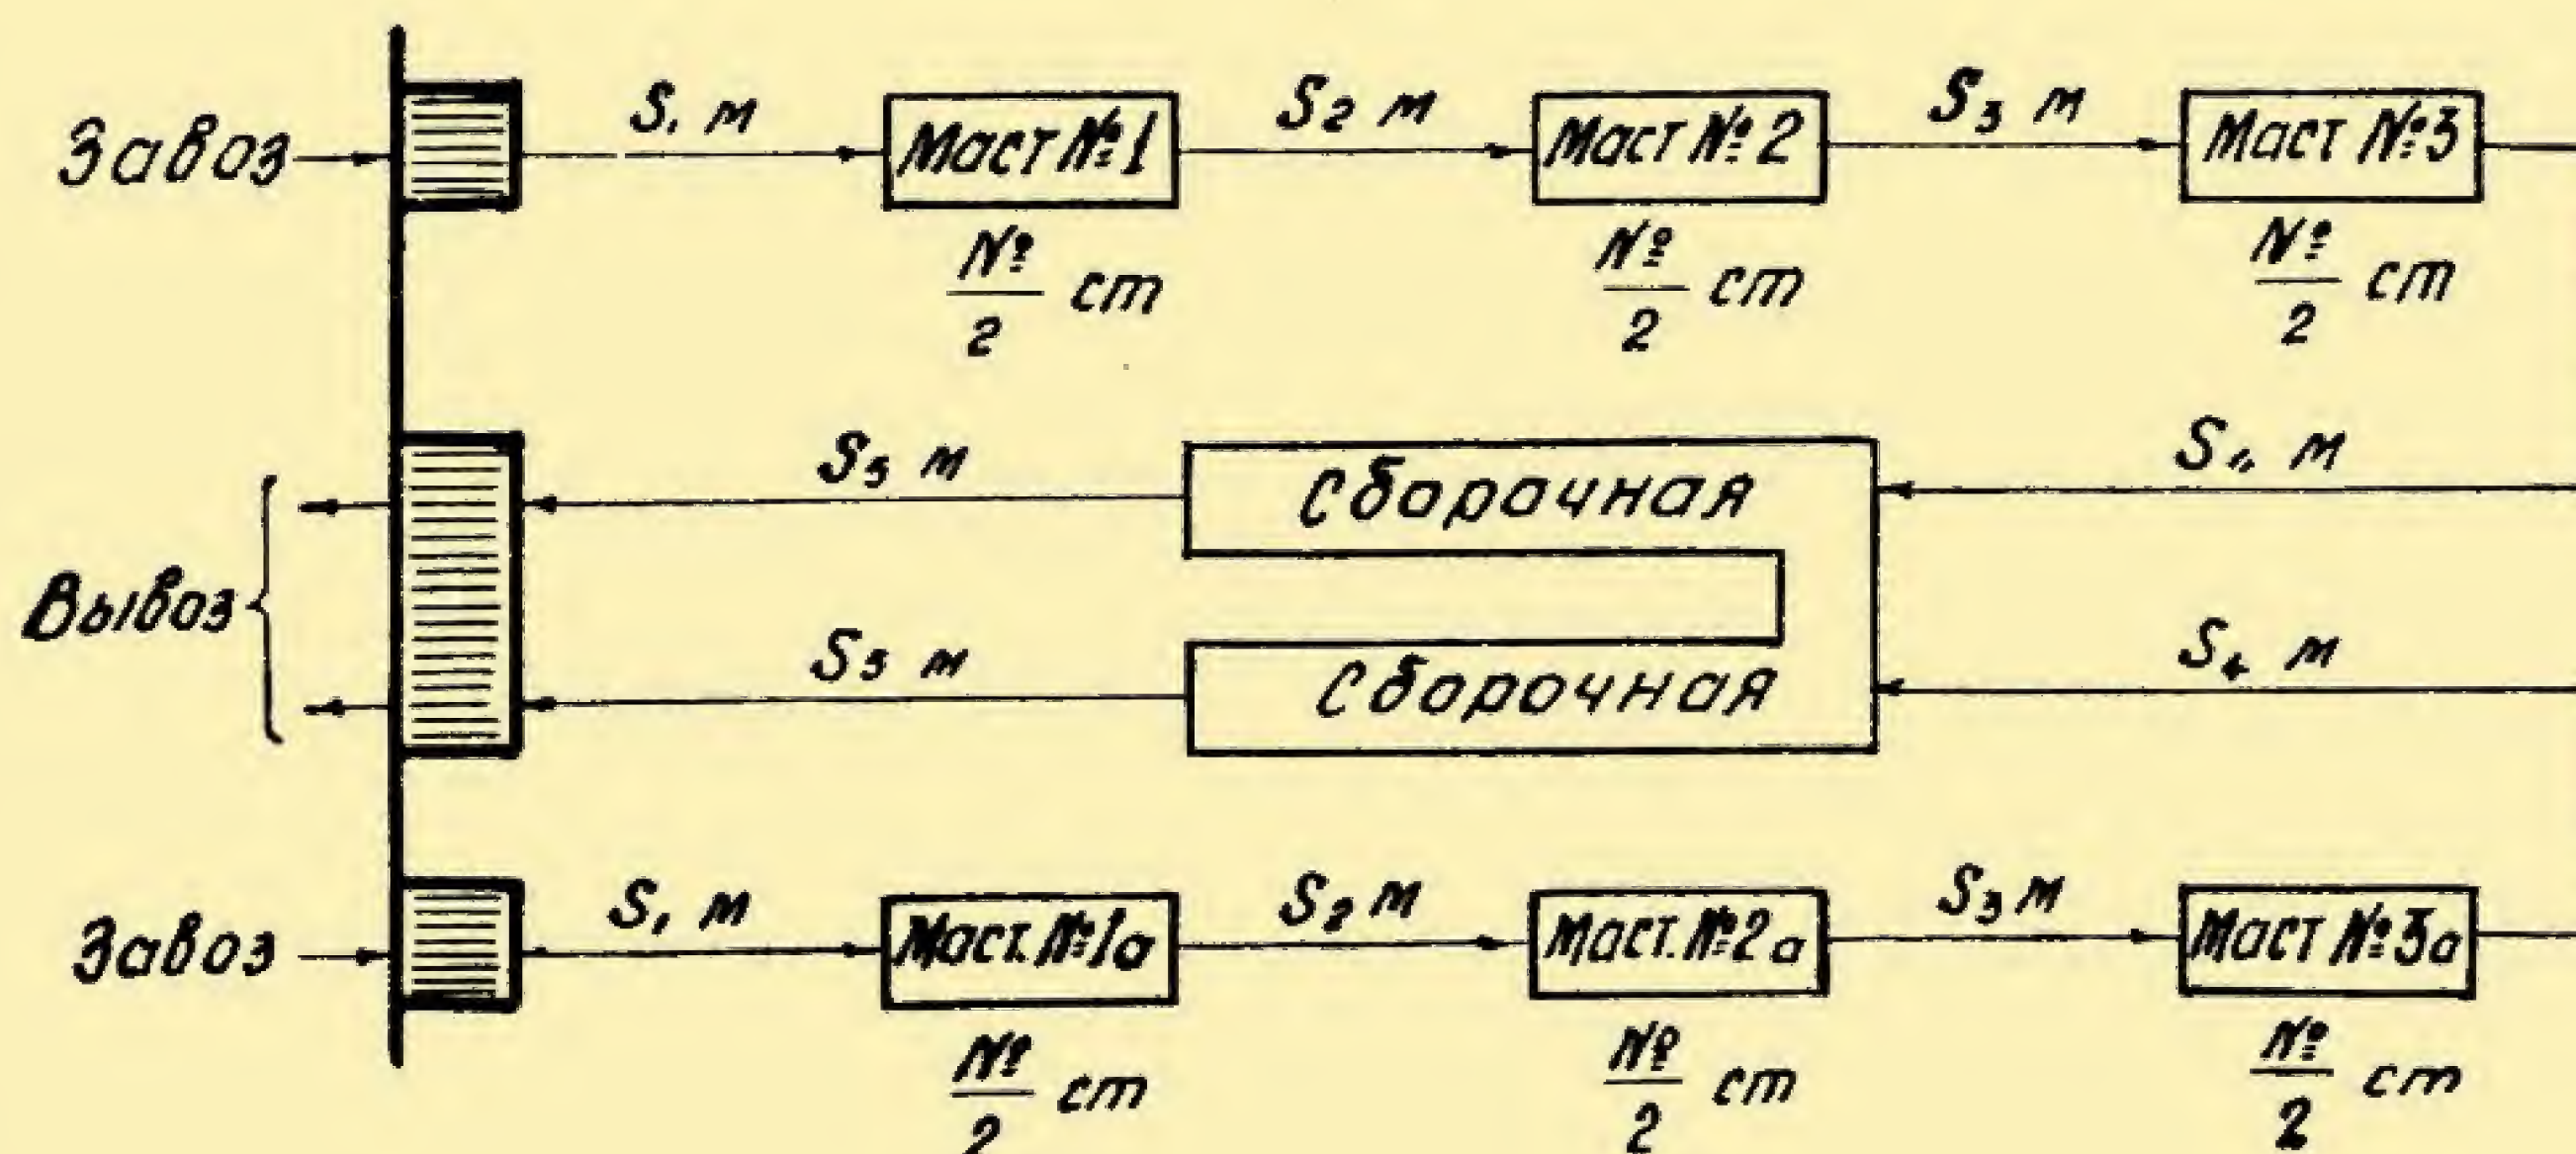 Завоз S₁ м Маст №1 S₂ м Маст №2 S₃ м Маст №3
№/2 ст №/2 ст №/2 ст
S₅ м Сборочная S₄ м
Вывоз
S₅ м Сборочная S₄ м
Завоз S₁ м Маст. №1а S₂ м Маст. №2а S₃ м Маст №3а
№/2 ст №/2 ст №/2 ст